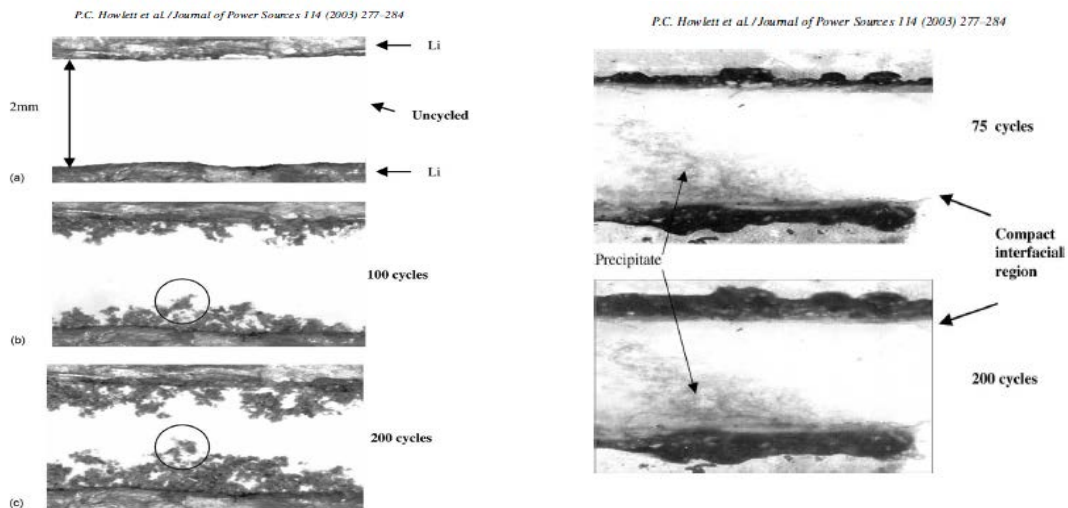 P.C. Howlett et al. / Journal of Power Sources 114 (2003) 277–284
Li
2mm
Uncycled
Li
(a)
100 cycles
(b)
200 cycles
(c)
P.C. Howlett et al. / Journal of Power Sources 114 (2003) 277–284
75 cycles
Precipitate
Compact
interfacial
region
200 cycles